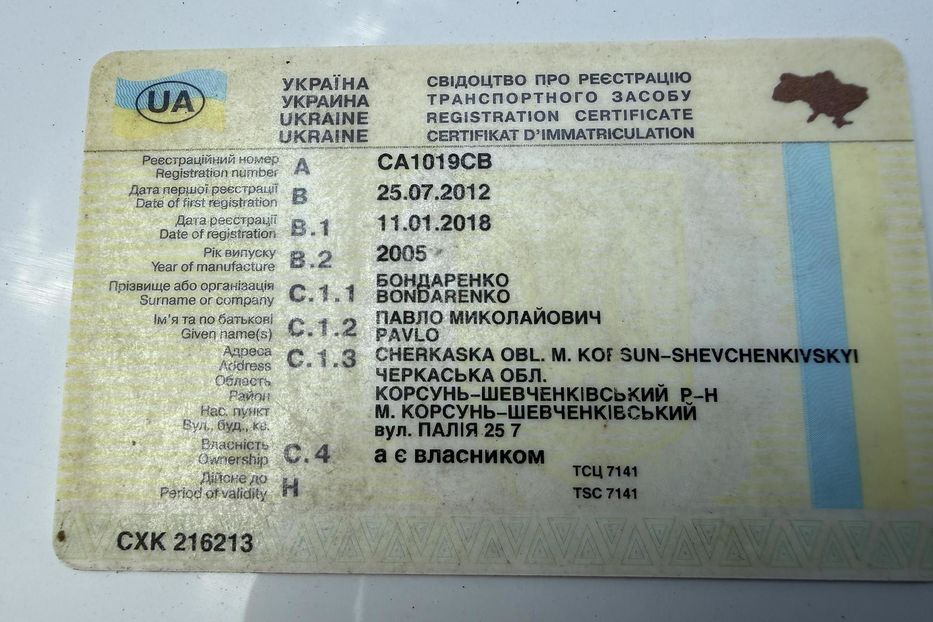 UA
УКРАЇНА
УКРАИНА
UKRAINE
UKRAINE
СВІДОЦТВО ПРО РЕЄСТРАЦІЮ
ТРАНСПОРТНОГО ЗАСОБУ
REGISTRATION CERTIFICATE
CERTIFIKAT D'IMMATRICULATION
Реєстраційний номер
Registration number A CA1019CB
Дата першої реєстрації
Date of first registration B 25.07.2012
Дата реєстрації
Date of registration B.1 11.01.2018
Рік випуску
Year of manufacture B.2 2005
Прізвище або організація
Surname or company C.1.1 БОНДАРЕНКО
BONDARENKO
Ім'я та по батькові
Given name(s) C.1.2 ПАВЛО МИКОЛАЙОВИЧ
PAVLO
Адреса
Address C.1.3 CHERKASKA OBL. M. SUN-SHEVCHENKIVSKYI
Область ЧЕРКАСЬКА ОБЛ.
Район КОРСУНЬ-ШЕВЧЕНКІВСЬКИЙ Р-Н
Нас. пункт М. КОРСУНЬ-ШЕВЧЕНКІВСЬКИЙ
Вул., буд., кв. вул. ПАЛІЯ 25 7
Власність
Ownership C.4 а є власником
Дійсне до
Period of validity H
ТСЦ 7141
TSC 7141
СХК 216213